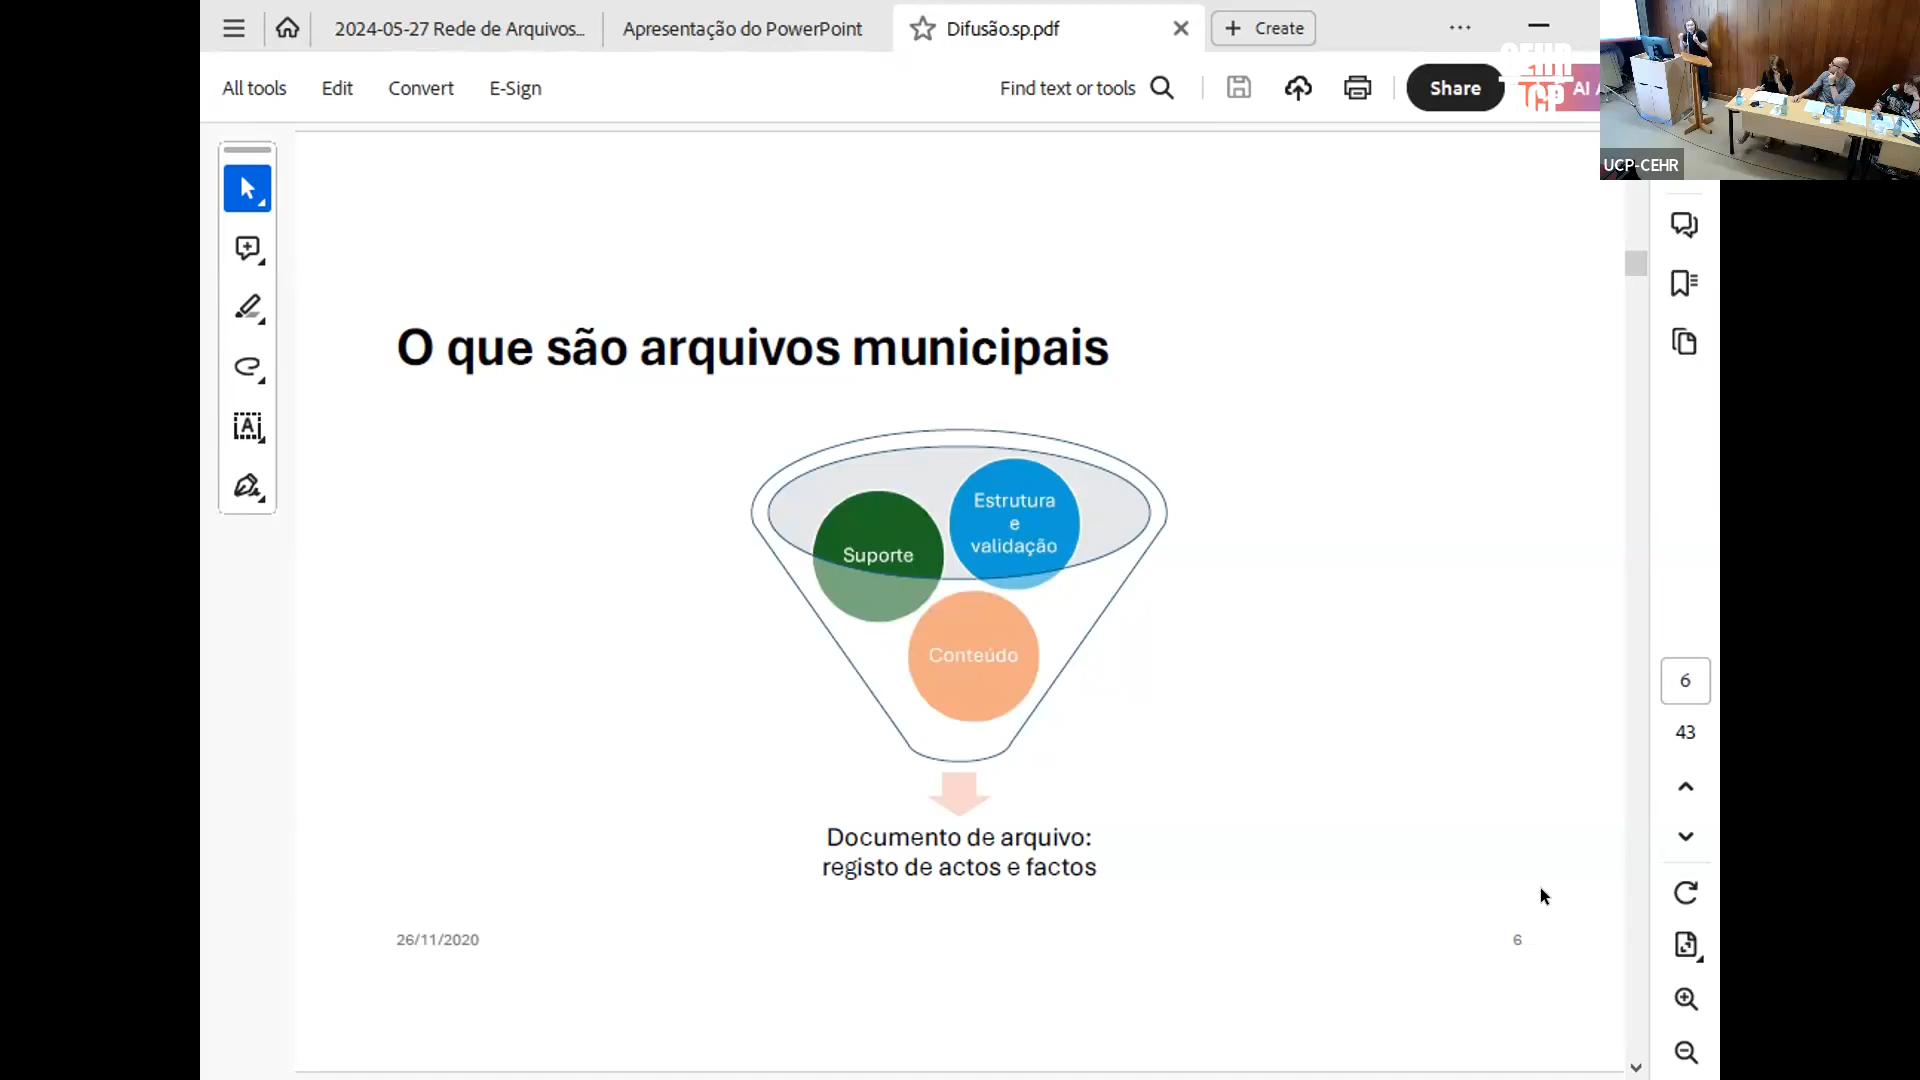 2024-05-27 Rede de Arquivos...
Apresentação do PowerPoint
Difusão.sp.pdf
Create
All tools
Edit
Convert
E-Sign
Find text or tools
Share
AI A
CEHR
UCP
UCP-CEHR
O que são arquivos municipais
Estrutura
e
validação
Suporte
Conteúdo
Documento de arquivo:
registo de actos e factos
26/11/2020
6
6
43